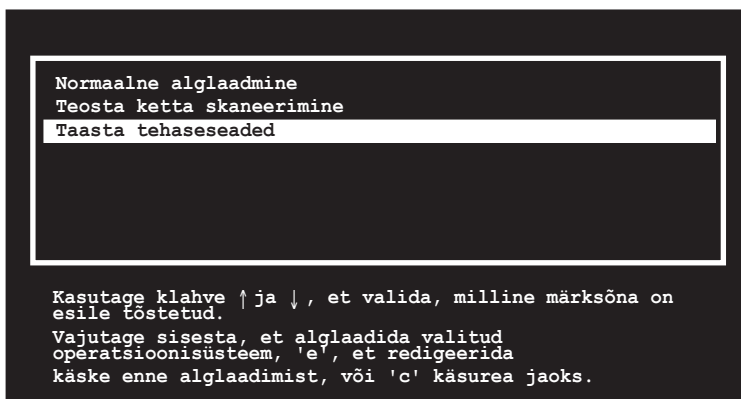 Normaalne alglaadmine
Teosta ketta skaneerimine
Taasta tehaseseaded
Kasutage klahve ↑ ja ↓, et valida, milline märksõna on
esile tõstetud.
Vajutage sisesta, et alglaadida valitud
operatsioonisüsteem, 'e', et redigeerida
käske enne alglaadimist, või 'c' käsurea jaoks.